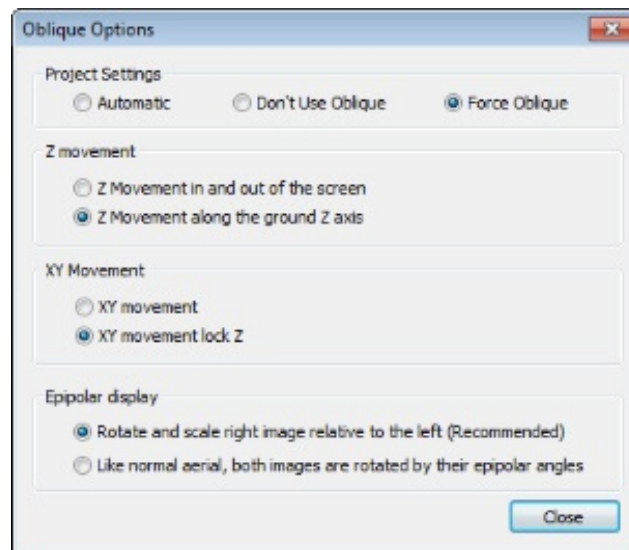 Oblique Options
Project Settings
Automatic Don't Use Oblique Force Oblique
Z movement
Z Movement in and out of the screen
Z Movement along the ground Z axis
XY Movement
XY movement
XY movement lock Z
Epipolar display
Rotate and scale right image relative to the left (Recommended)
Like normal aerial, both images are rotated by their epipolar angles
Close